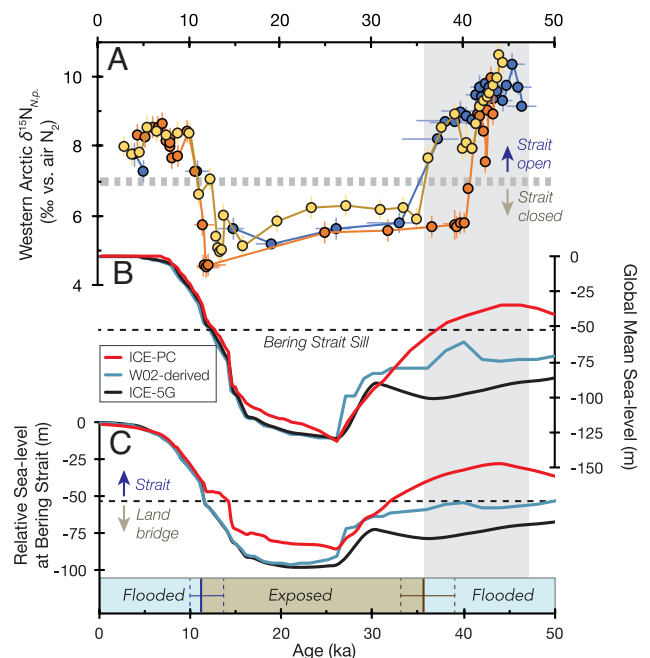 0 10 20 30 40 50
A
10
8
6
4
Western Arctic δ15N N.p.
(‰ vs. air N2)
Strait
open
Strait
closed
B
0
-25
-50
-75
-100
-125
-150
Global Mean Sea-level (m)
Bering Strait Sill
ICE-PC
W02-derived
ICE-5G
C
0
-25
-50
-75
-100
Relative Sea-level
at Bering Strait (m)
Strait
Land
bridge
Flooded Exposed Flooded
0 10 20 30 40 50
Age (ka)